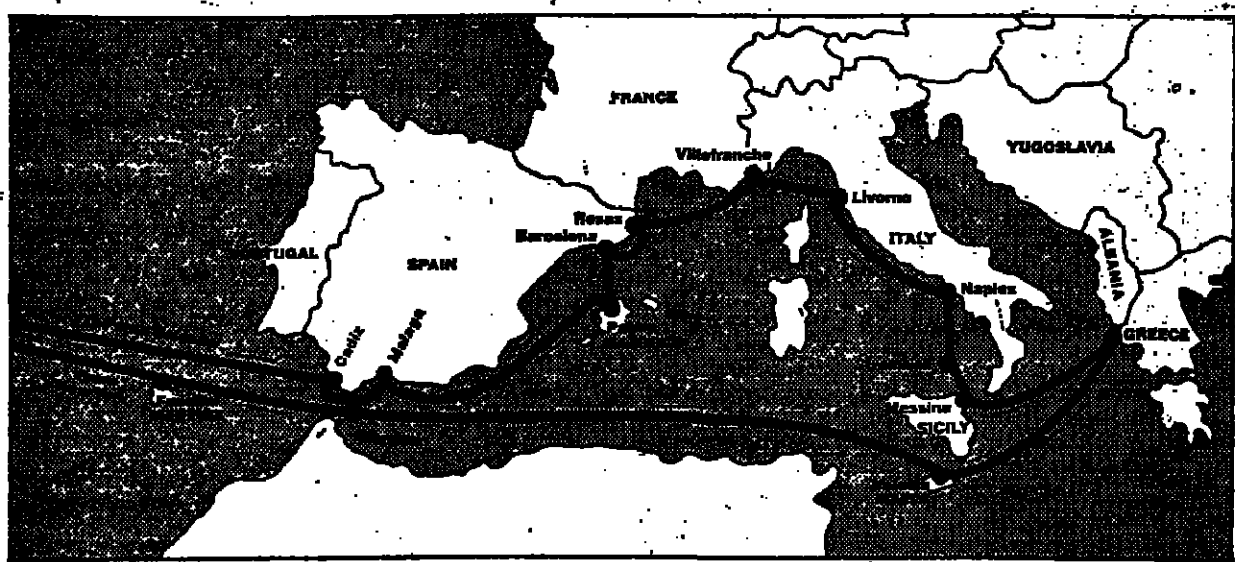 FRANCE
YUGOSLAVIA
Villefranche
Livorno
Rosas
Barcelona
ITALY
ALBANIA
TUGAL
SPAIN
Naples
GREECE
Cadiz
Malaga
Messina
SICILY